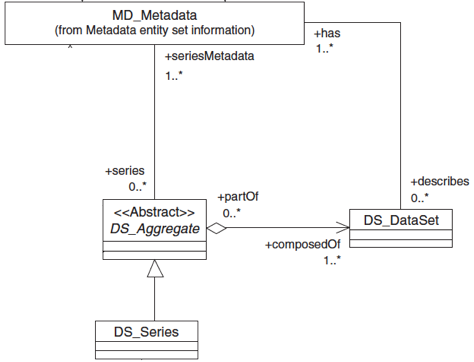 MD_Metadata
(from Metadata entity set information)
+seriesMetadata
1..*
+has
1..*
+series
0..*
+describes
0..*
<<Abstract>>
DS_Aggregate
+partOf
0..*
+composedOf
1..*
DS_DataSet
DS_Series